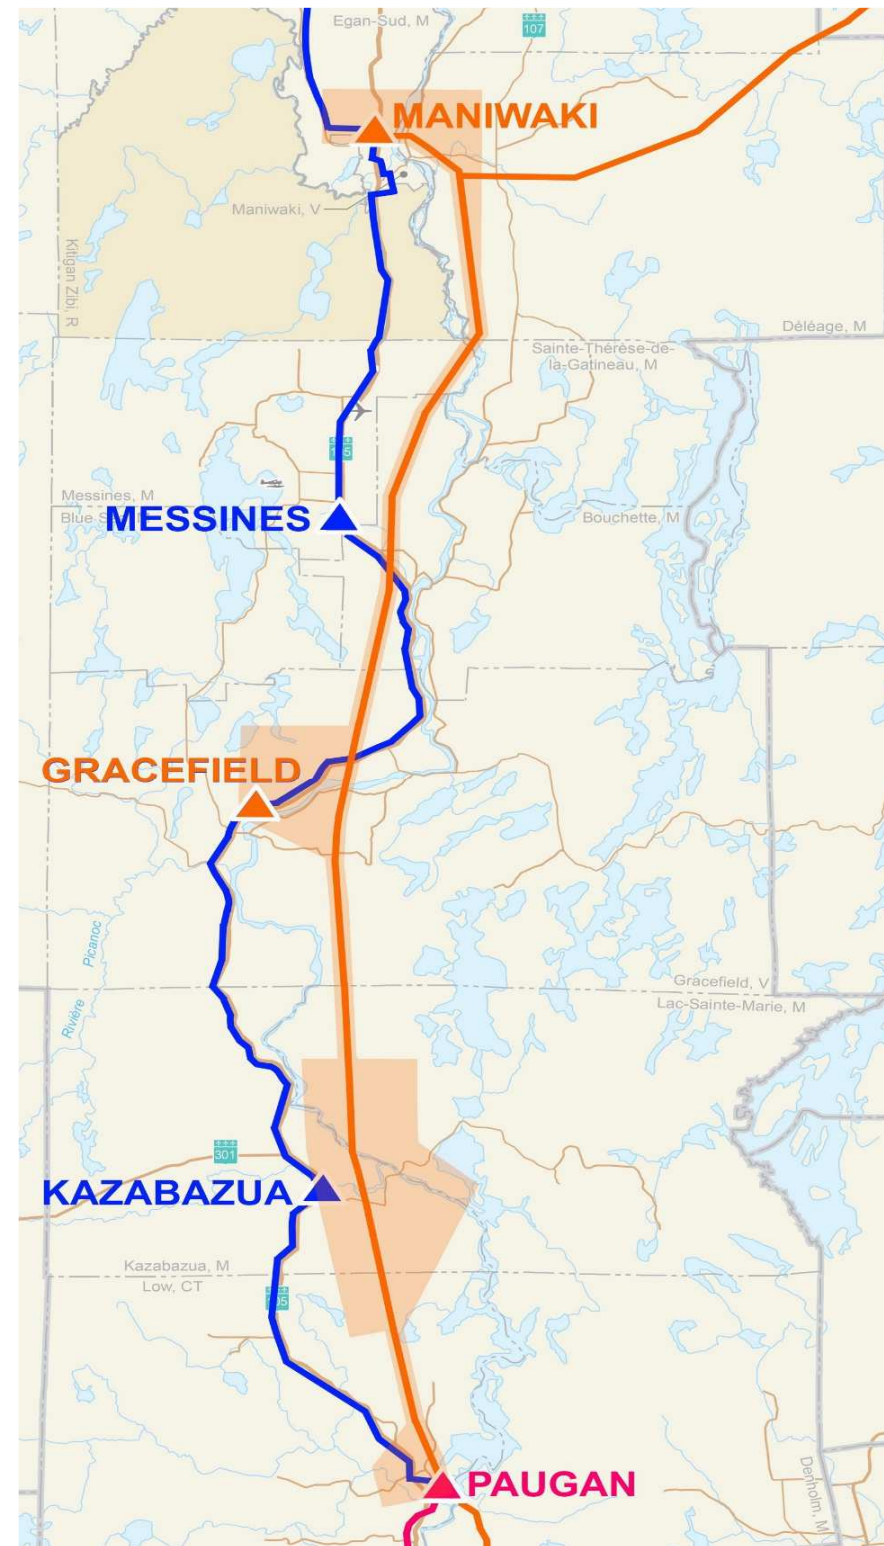 Egan-Sud, M
107
MANIWAKI
Maniwaki, V
Kitigan Zibi, R
Déléage, M
Sainte-Thérèse-de-
la-Gatineau, M
Messines, M
MESSINES
Bouchette, M
GRACEFIELD
Rivière Picanoc
Gracefield, V
Lac-Sainte-Marie, M
301
KAZABAZUA
Kazabazua, M
Low, CT
PAUGAN
Denholm, M